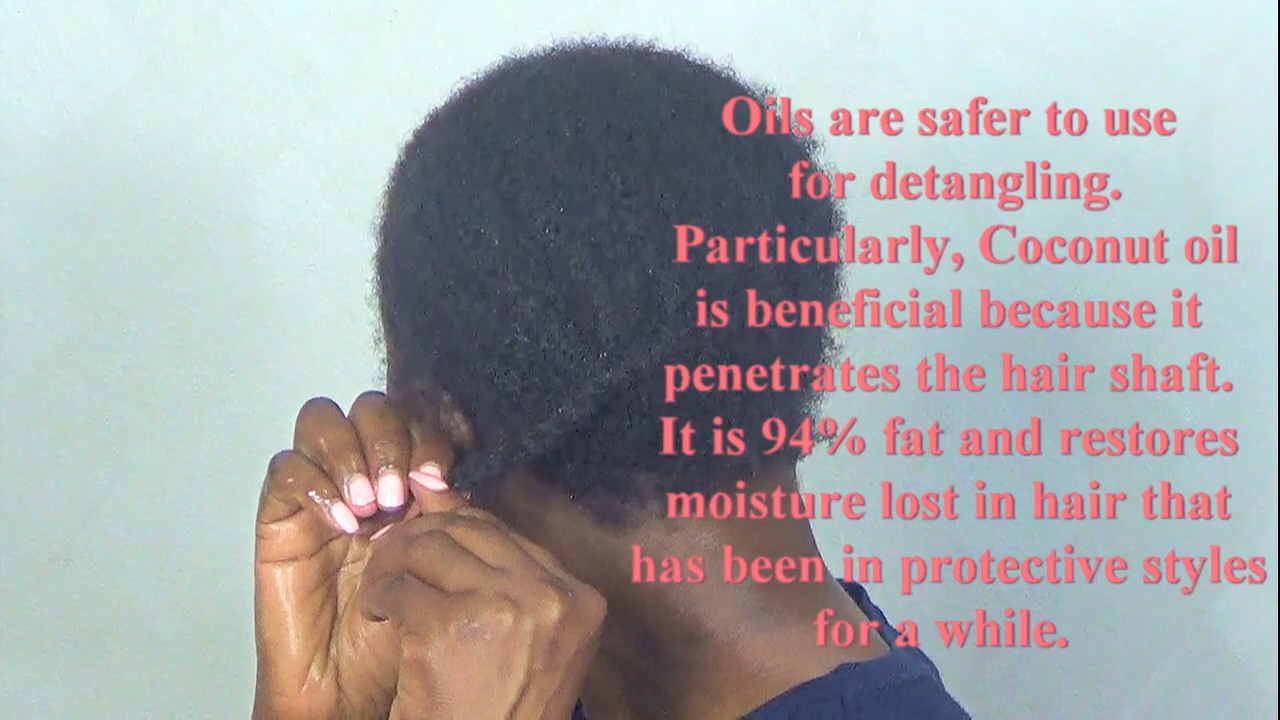 Oils are safer to use
for detangling.
Particularly, Coconut oil
is beneficial because it
penetrates the hair shaft.
It is 94% fat and restores
moisture lost in hair that
has been in protective styles
for a while.